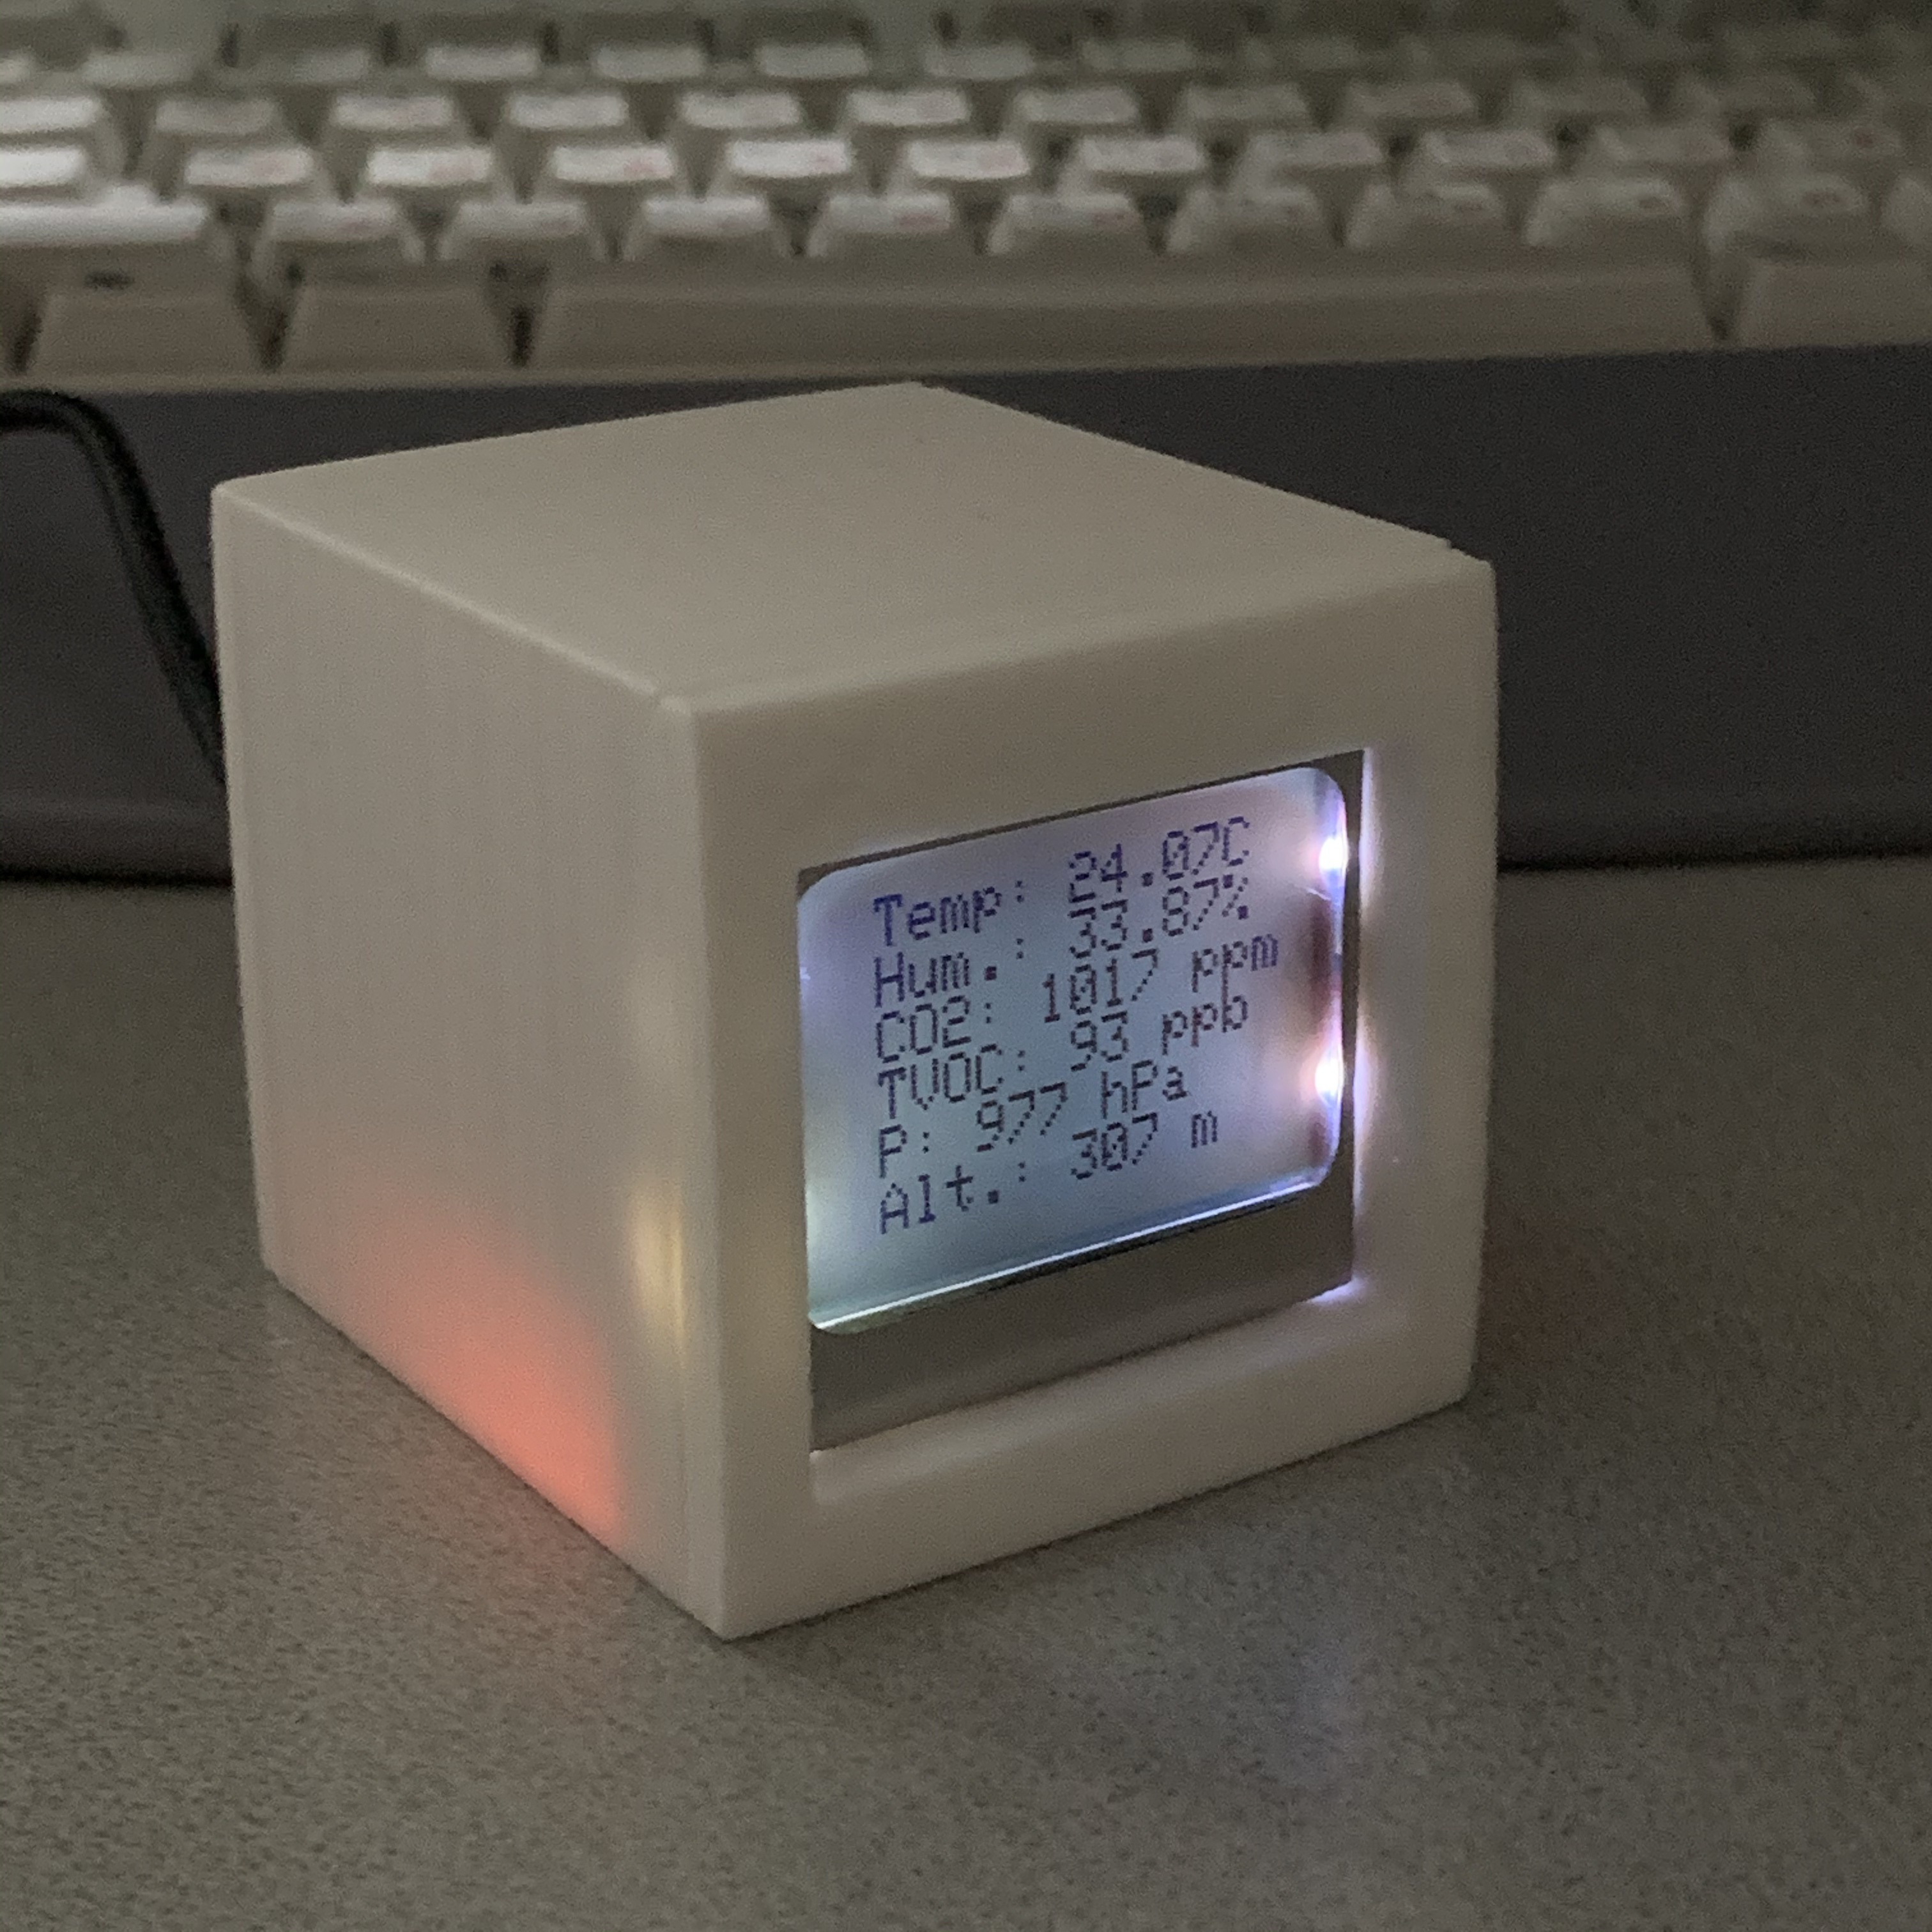 Temp: 24.07C
Hum.: 33.87%
CO2: 1017 ppm
TVOC: 93 ppb
P: 977 hPa
Alt.: 307 m